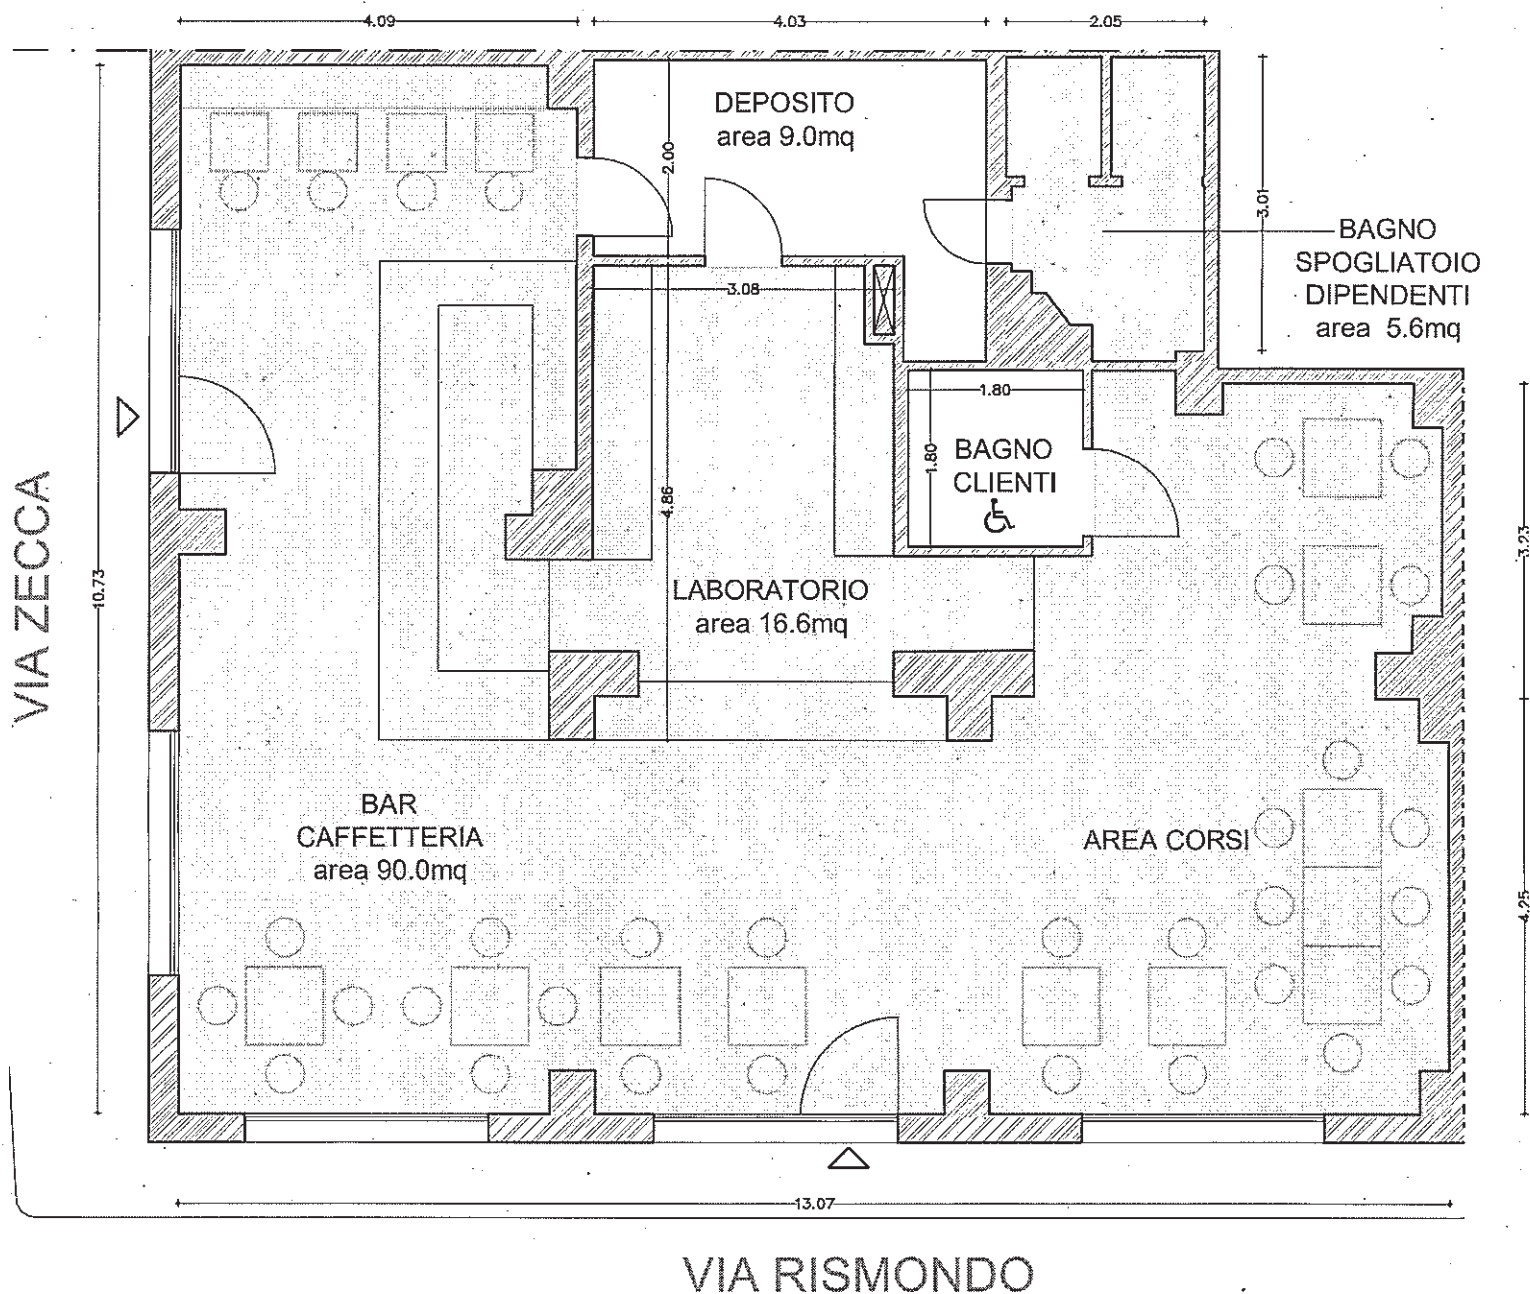 4.09
4.03
2.05
DEPOSITO
area 9.0mq
2.00
3.01
BAGNO
SPOGLIATOIO
DIPENDENTI
area 5.6mq
3.08
1.80
1.80
BAGNO
CLIENTI
4.86
VIA ZECCA
10.73
3.23
LABORATORIO
area 16.6mq
BAR
CAFFETTERIA
area 90.0mq
AREA CORSI
4.25
13.07
VIA RISMONDO